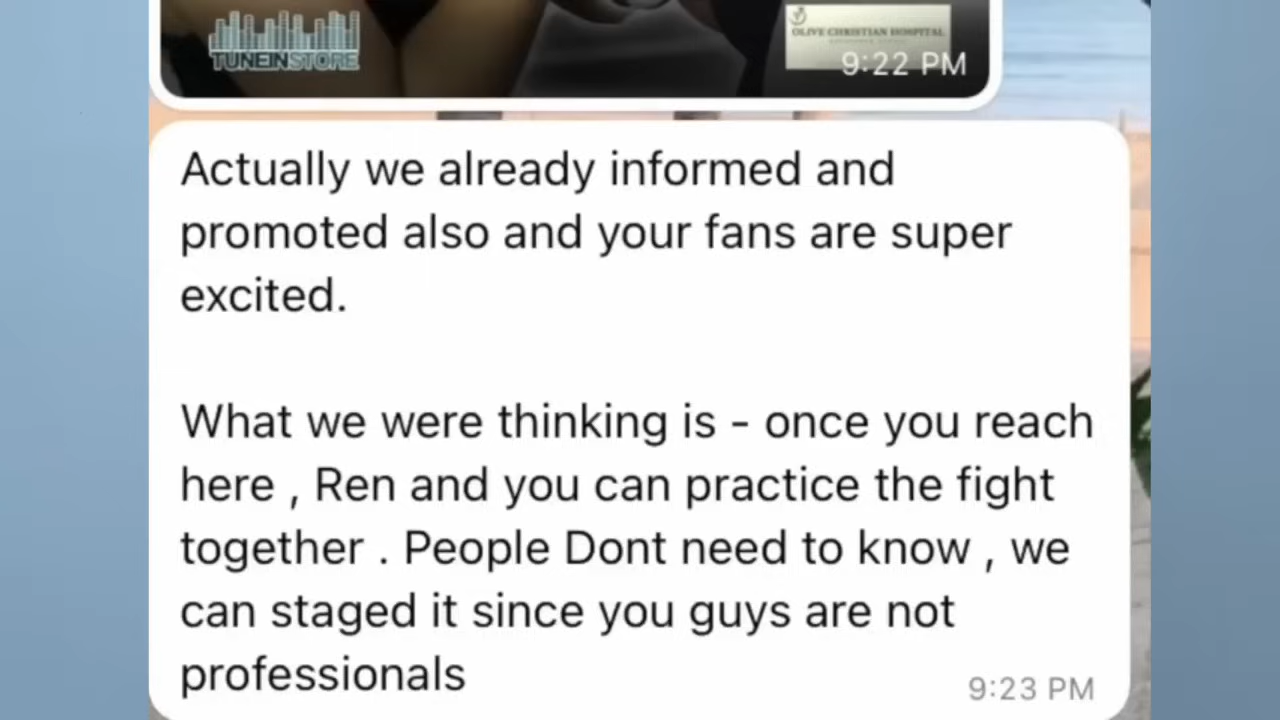 TUNEINSTORE
OLIVE CHRISTIAN HOSPITAL
9:22 PM
Actually we already informed and
promoted also and your fans are super
excited.
What we were thinking is - once you reach
here , Ren and you can practice the fight
together . People Dont need to know , we
can staged it since you guys are not
professionals
9:23 PM